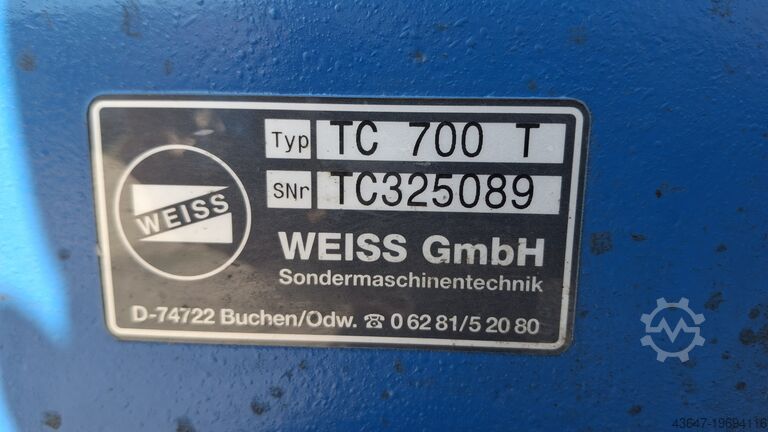 Typ TC 700 T
SNr TC325089
WEISS
WEISS GmbH
Sondermaschinentechnik
D-74722 Buchen/Odw. ☎ 0 62 81/5 20 80
43647-19694116